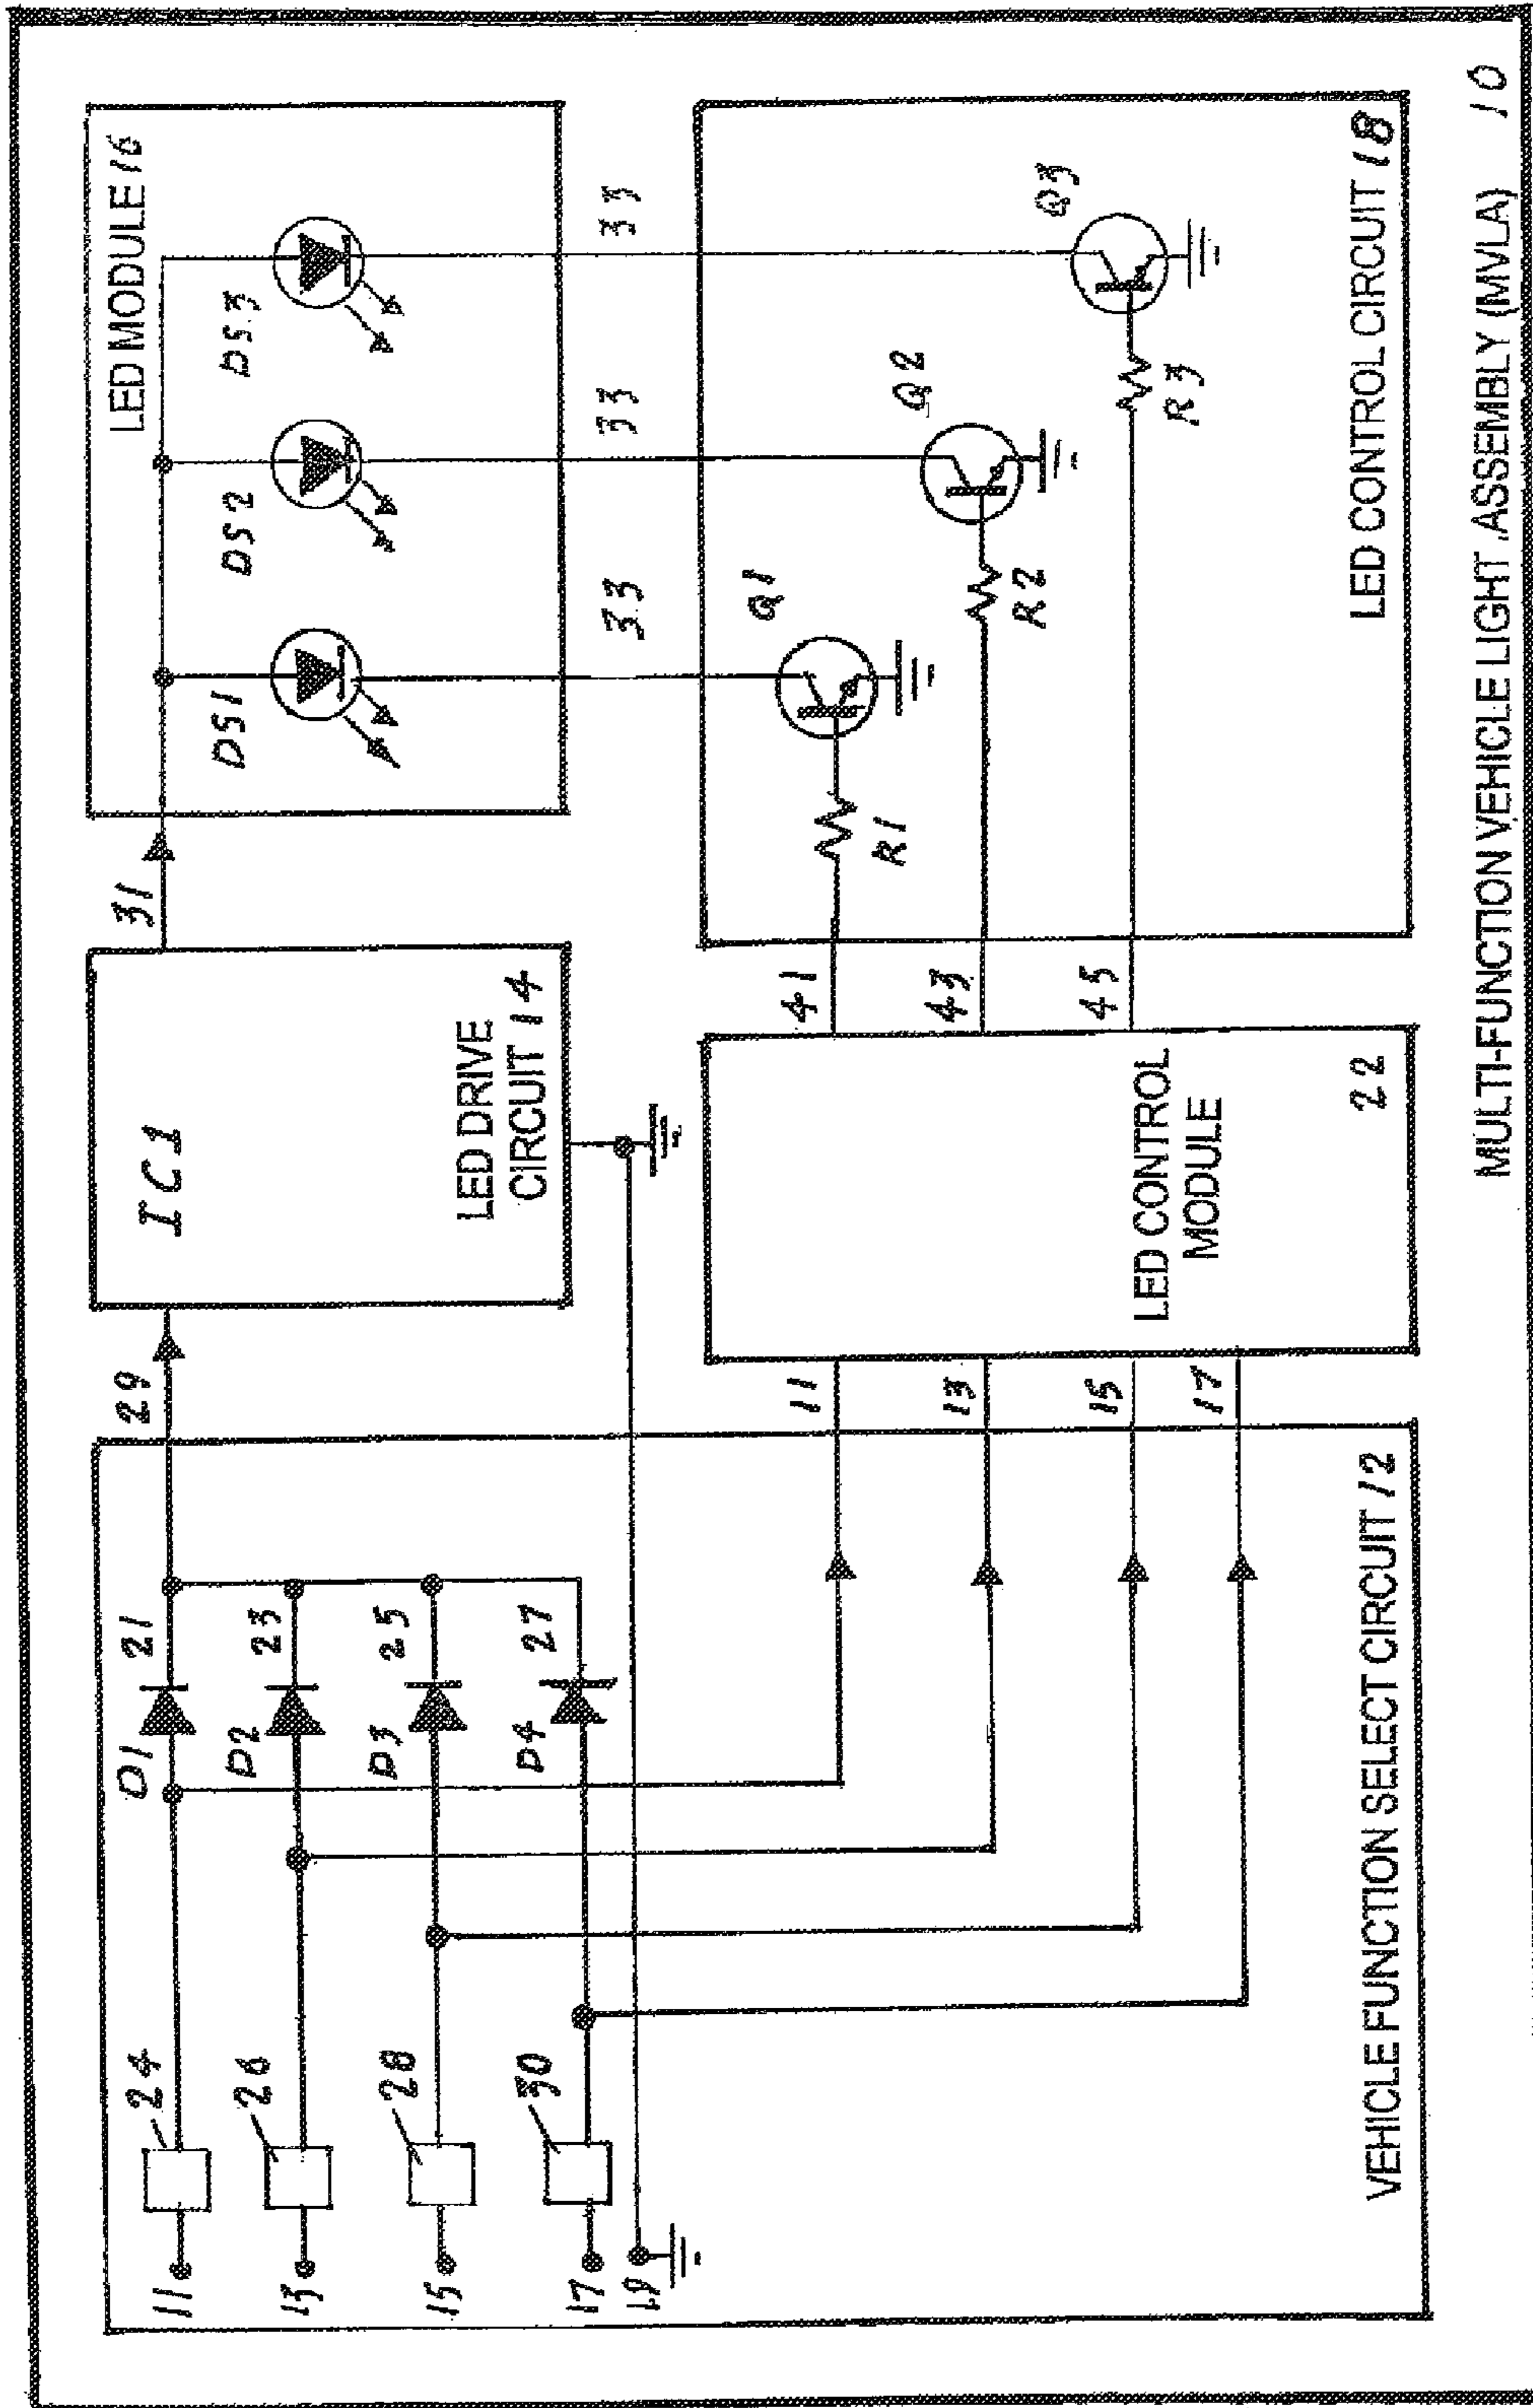 MULTI-FUNCTION VEHICLE LIGHT ASSEMBLY (MVLA) 10
VEHICLE FUNCTION SELECT CIRCUIT 12
11
24
D1
21
13
26
D2
23
15
28
D3
25
17
30
D4
27
29
IC1
LED DRIVE
CIRCUIT 14
31
LED MODULE 16
DS1
DS2
DS3
33
33
33
11
13
15
17
LED CONTROL
MODULE
22
41
43
45
R1
Q1
R2
Q2
R3
Q3
LED CONTROL CIRCUIT 18